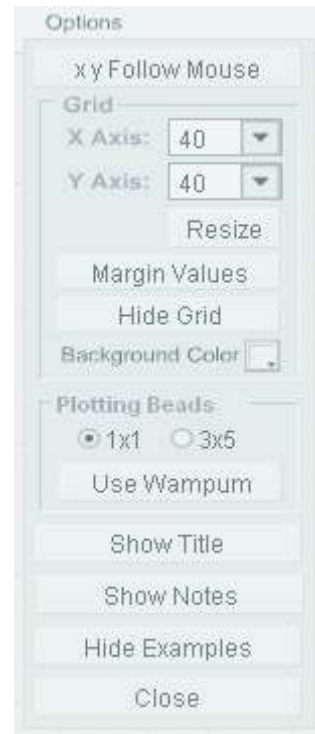 Options
x y Follow Mouse
Grid
X Axis: 40
Y Axis: 40
Resize
Margin Values
Hide Grid
Background Color
Plotting Beads
1x1 3x5
Use Wampum
Show Title
Show Notes
Hide Examples
Close